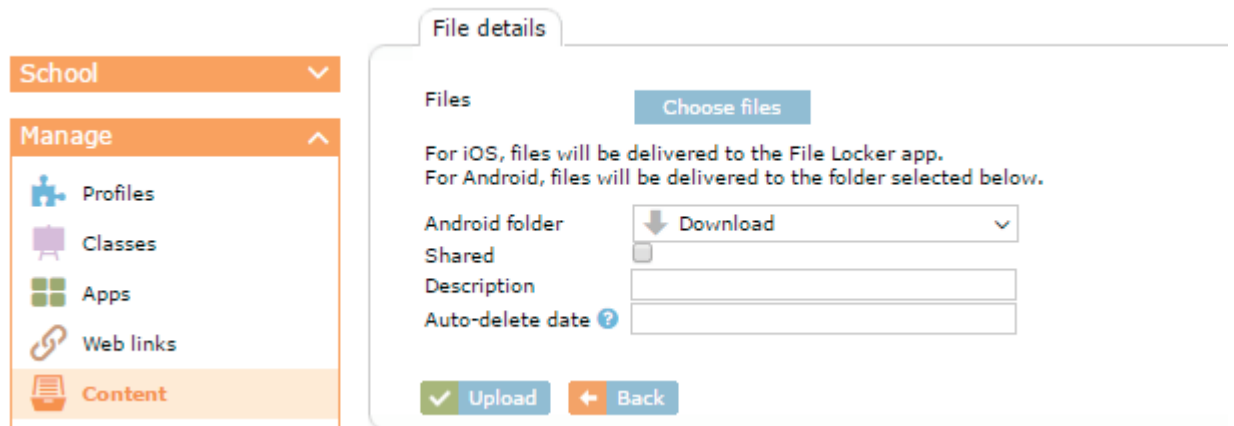 File details
School
Manage
Profiles
Classes
Apps
Web links
Content
Files
Choose files
For iOS, files will be delivered to the File Locker app.
For Android, files will be delivered to the folder selected below.
Android folder
Download
Shared
Description
Auto-delete date ?
Upload
Back